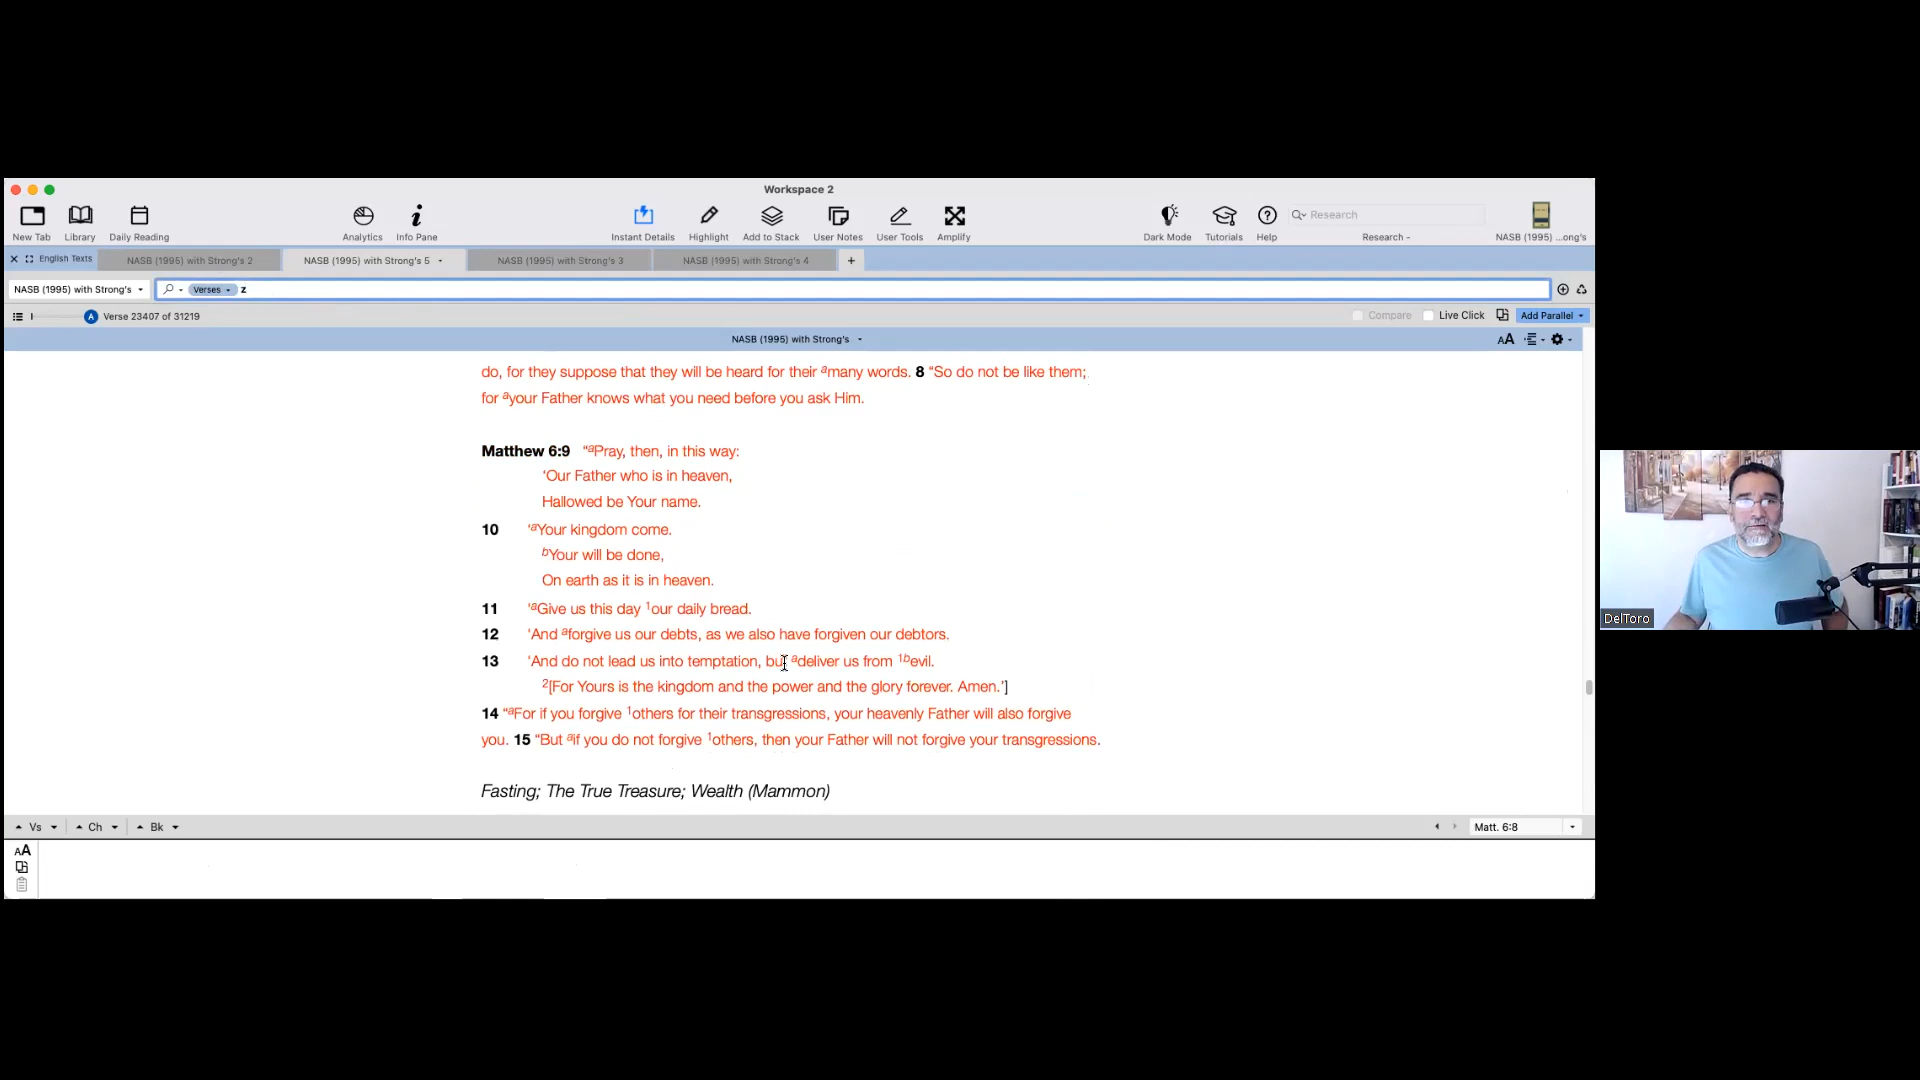 Workspace 2
New Tab Library Daily Reading Analytics Info Pane Instant Details Highlight Add to Stack User Notes User Tools Amplify Dark Mode Tutorials Help Research Research - NASB (1995) ...ong's
English Texts NASB (1995) with Strong's 2 NASB (1995) with Strong's 5 NASB (1995) with Strong's 3 NASB (1995) with Strong's 4 +
NASB (1995) with Strong's Verses z
A Verse 23407 of 31219 Compare Live Click Add Parallel
NASB (1995) with Strong's AA
do, for they suppose that they will be heard for their ᵃmany words. 8 “So do not be like them;
for ᵃyour Father knows what you need before you ask Him.
Matthew 6:9 “ᵃPray, then, in this way:
‘Our Father who is in heaven,
Hallowed be Your name.
10 ‘ᵃYour kingdom come.
ᵇYour will be done,
On earth as it is in heaven.
11 ‘ᵃGive us this day ¹our daily bread.
12 ‘And ᵃforgive us our debts, as we also have forgiven our debtors.
13 ‘And do not lead us into temptation, but ᵃdeliver us from ¹ᵇevil.
²[For Yours is the kingdom and the power and the glory forever. Amen.’]
14 “ᵃFor if you forgive ¹others for their transgressions, your heavenly Father will also forgive
you. 15 “But ᵃif you do not forgive ¹others, then your Father will not forgive your transgressions.
Fasting; The True Treasure; Wealth (Mammon)
Vs Ch Bk Matt. 6:8
AA
DelToro